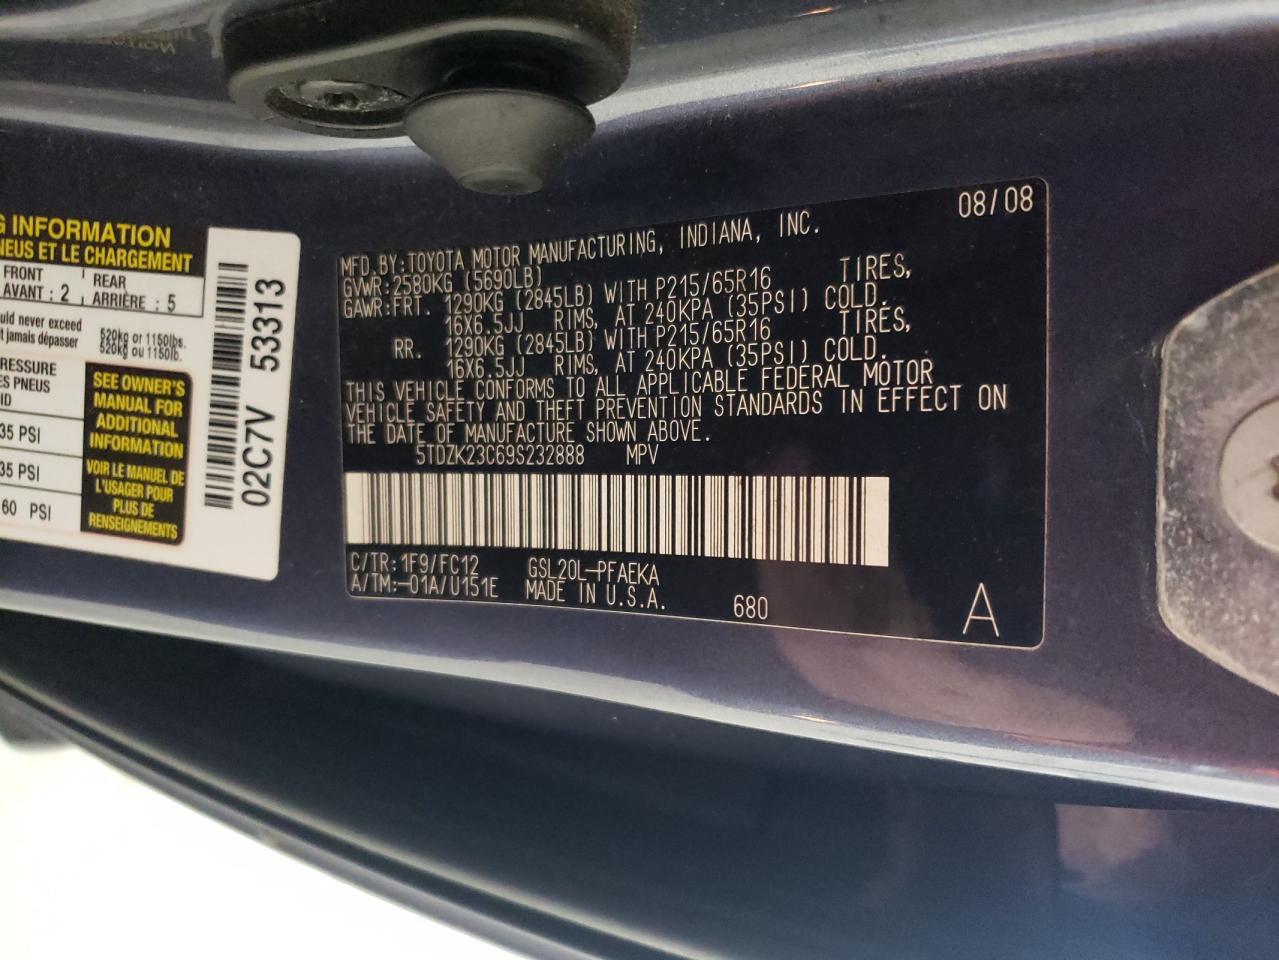 G INFORMATION
NEUS ET LE CHARGEMENT
FRONT
AVANT : 2
REAR
ARRIÈRE : 5
ould never exceed
t jamais dépasser
520kg or 1150lbs.
520kg ou 1150lb.
PRESSURE
ES PNEUS
ID
35 PSI
35 PSI
60 PSI
SEE OWNER'S
MANUAL FOR
ADDITIONAL
INFORMATION
VOIR LE MANUEL DE
L'USAGER POUR
PLUS DE
RENSEIGNEMENTS
02C7V 53313
08/08
MFD.BY:TOYOTA MOTOR MANUFACTURING, INDIANA, INC.
GVWR:2580KG (5690LB)
GAWR:FRT. 1290KG (2845LB) WITH P215/65R16 TIRES,
16X6.5JJ RIMS, AT 240KPA (35PSI) COLD.
RR. 1290KG (2845LB) WITH P215/65R16 TIRES,
16X6.5JJ RIMS, AT 240KPA (35PSI) COLD.
THIS VEHICLE CONFORMS TO ALL APPLICABLE FEDERAL MOTOR
VEHICLE SAFETY AND THEFT PREVENTION STANDARDS IN EFFECT ON
THE DATE OF MANUFACTURE SHOWN ABOVE.
5TDZK23C69S232888 MPV
C/TR:1F9/FC12 GSL20L-PFAEKA
A/TM:-01A/U151E MADE IN U.S.A.
680
A